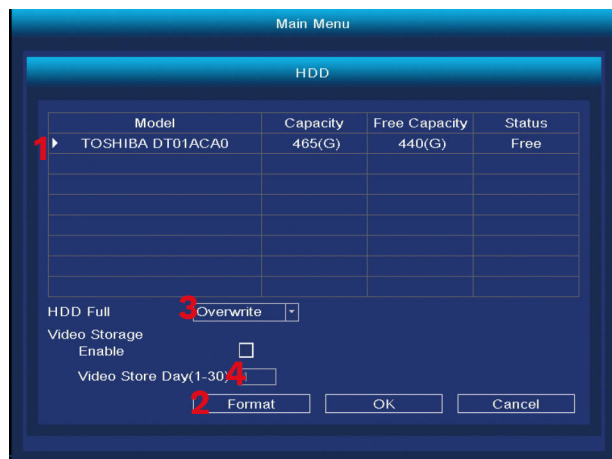 Main Menu
HDD
Model Capacity Free Capacity Status
1 TOSHIBA DT01ACA0 465(G) 440(G) Free
HDD Full 3 Overwrite
Video Storage
Enable
Video Store Day(1-30) 4
2 Format OK Cancel